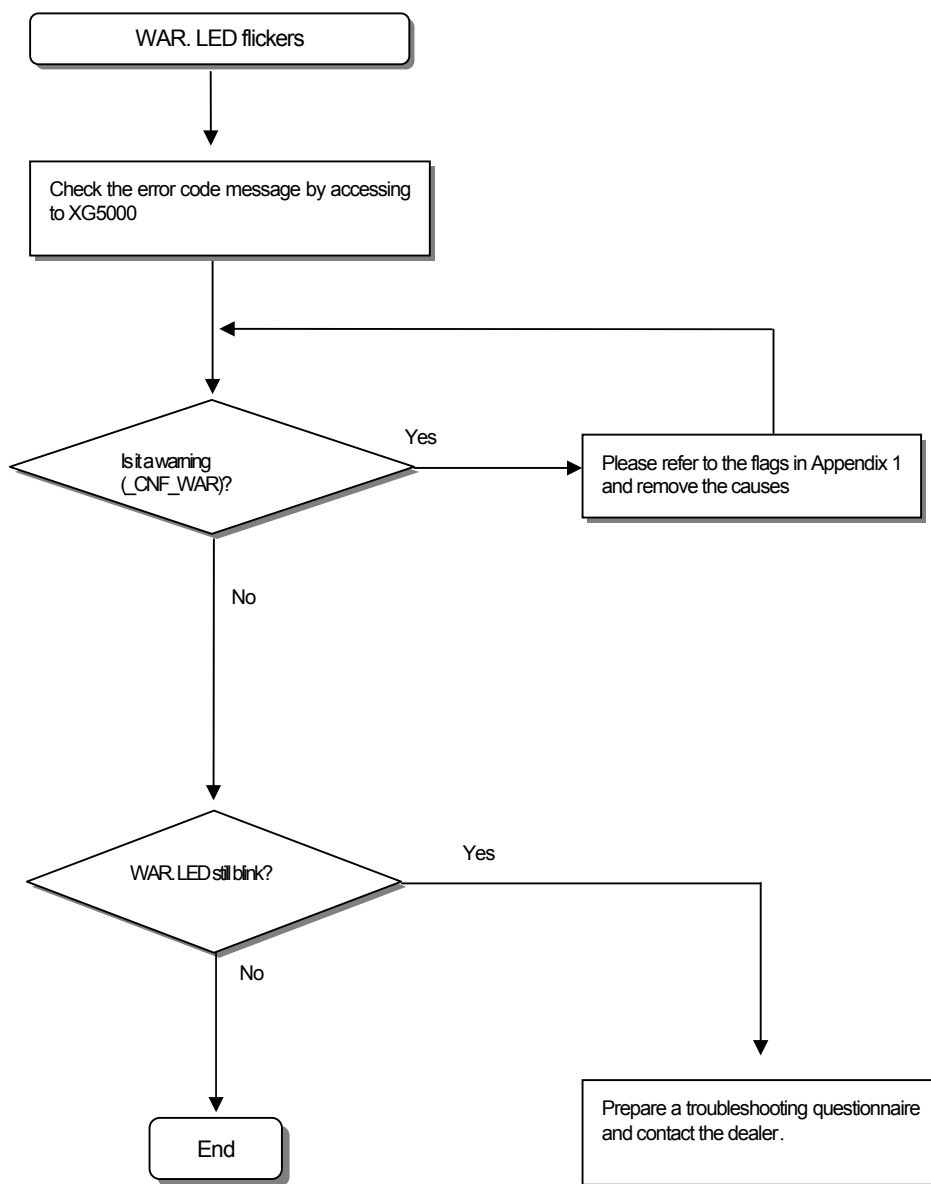 WAR. LED flickers
Check the error code message by accessing
to XG5000
Is it a warning
(_CNF_WAR)?
Yes
Please refer to the flags in Appendix 1
and remove the causes
No
WAR. LED still blink?
Yes
No
End
Prepare a troubleshooting questionnaire
and contact the dealer.